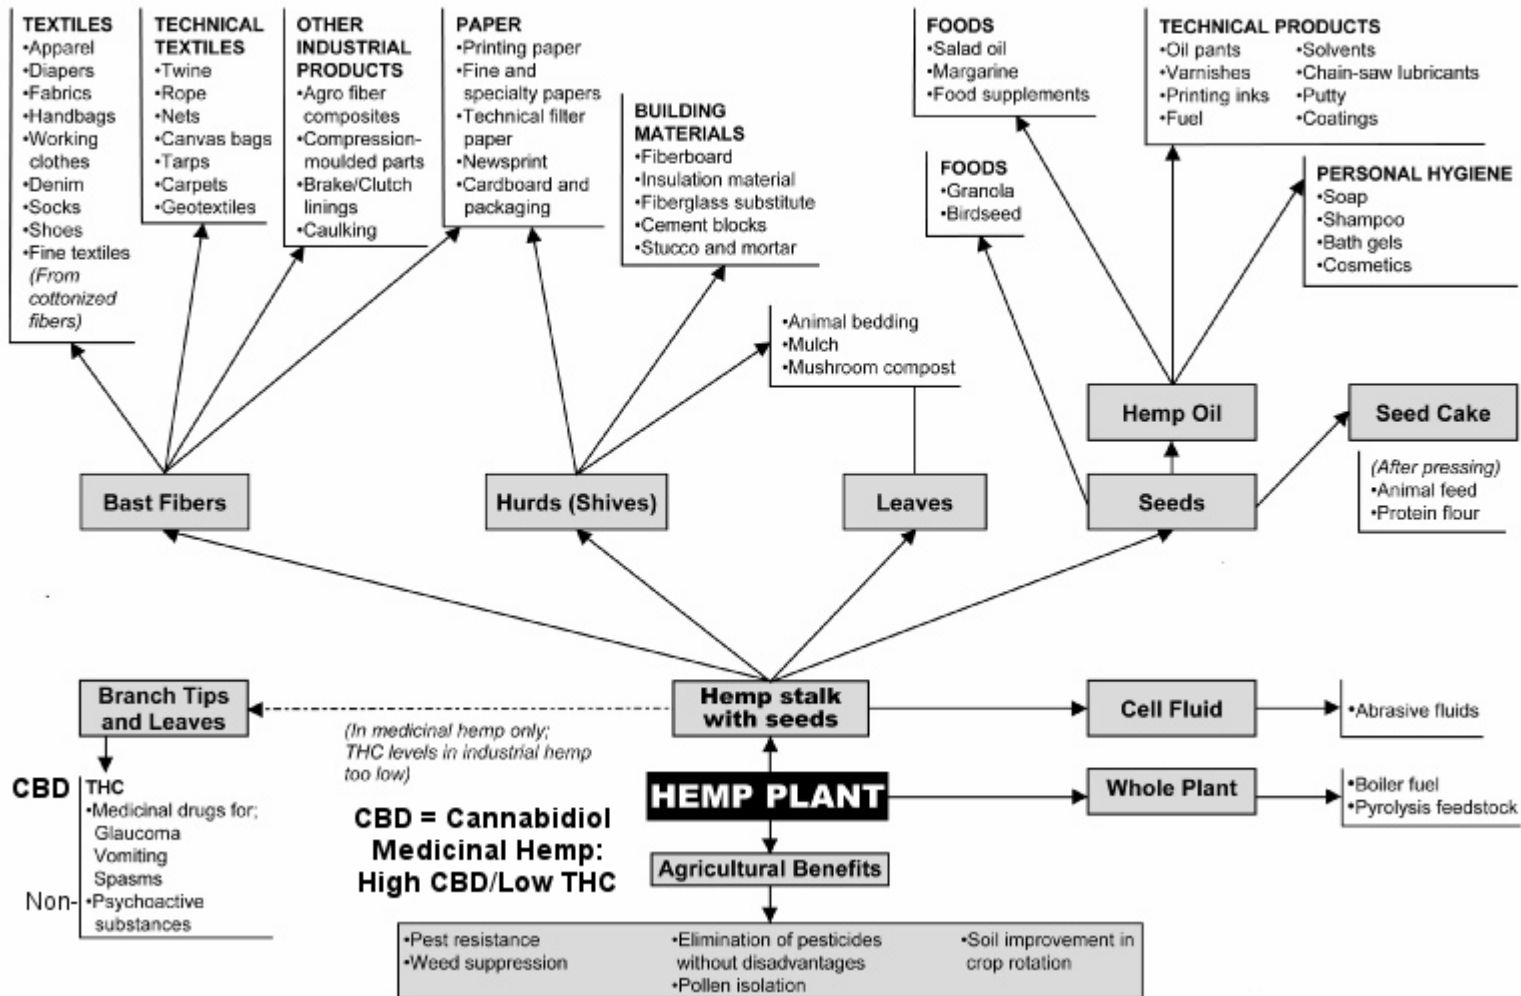 TEXTILES
•Apparel
•Diapers
•Fabrics
•Handbags
•Working
clothes
•Denim
•Socks
•Shoes
•Fine textiles
(From
cottonized
fibers)
TECHNICAL
TEXTILES
•Twine
•Rope
•Nets
•Canvas bags
•Tarps
•Carpets
•Geotextiles
OTHER
INDUSTRIAL
PRODUCTS
•Agro fiber
composites
•Compression-
moulded parts
•Brake/Clutch
linings
•Caulking
PAPER
•Printing paper
•Fine and
specialty papers
•Technical filter
paper
•Newsprint
•Cardboard and
packaging
BUILDING
MATERIALS
•Fiberboard
•Insulation material
•Fiberglass substitute
•Cement blocks
•Stucco and mortar
•Animal bedding
•Mulch
•Mushroom compost
FOODS
•Salad oil
•Margarine
•Food supplements
FOODS
•Granola
•Birdseed
TECHNICAL PRODUCTS
•Oil pants
•Varnishes
•Printing inks
•Fuel
•Solvents
•Chain-saw lubricants
•Putty
•Coatings
PERSONAL HYGIENE
•Soap
•Shampoo
•Bath gels
•Cosmetics
Hemp Oil
Seed Cake
(After pressing)
•Animal feed
•Protein flour
Bast Fibers
Hurds (Shives)
Leaves
Seeds
Branch Tips
and Leaves
(In medicinal hemp only;
THC levels in industrial hemp
too low)
Hemp stalk
with seeds
Cell Fluid
•Abrasive fluids
CBD
THC
•Medicinal drugs for;
Glaucoma
Vomiting
Spasms
Non-
•Psychoactive
substances
CBD = Cannabidiol
Medicinal Hemp:
High CBD/Low THC
HEMP PLANT
Whole Plant
•Boiler fuel
•Pyrolysis feedstock
Agricultural Benefits
•Pest resistance
•Weed suppression
•Elimination of pesticides
without disadvantages
•Pollen isolation
•Soil improvement in
crop rotation